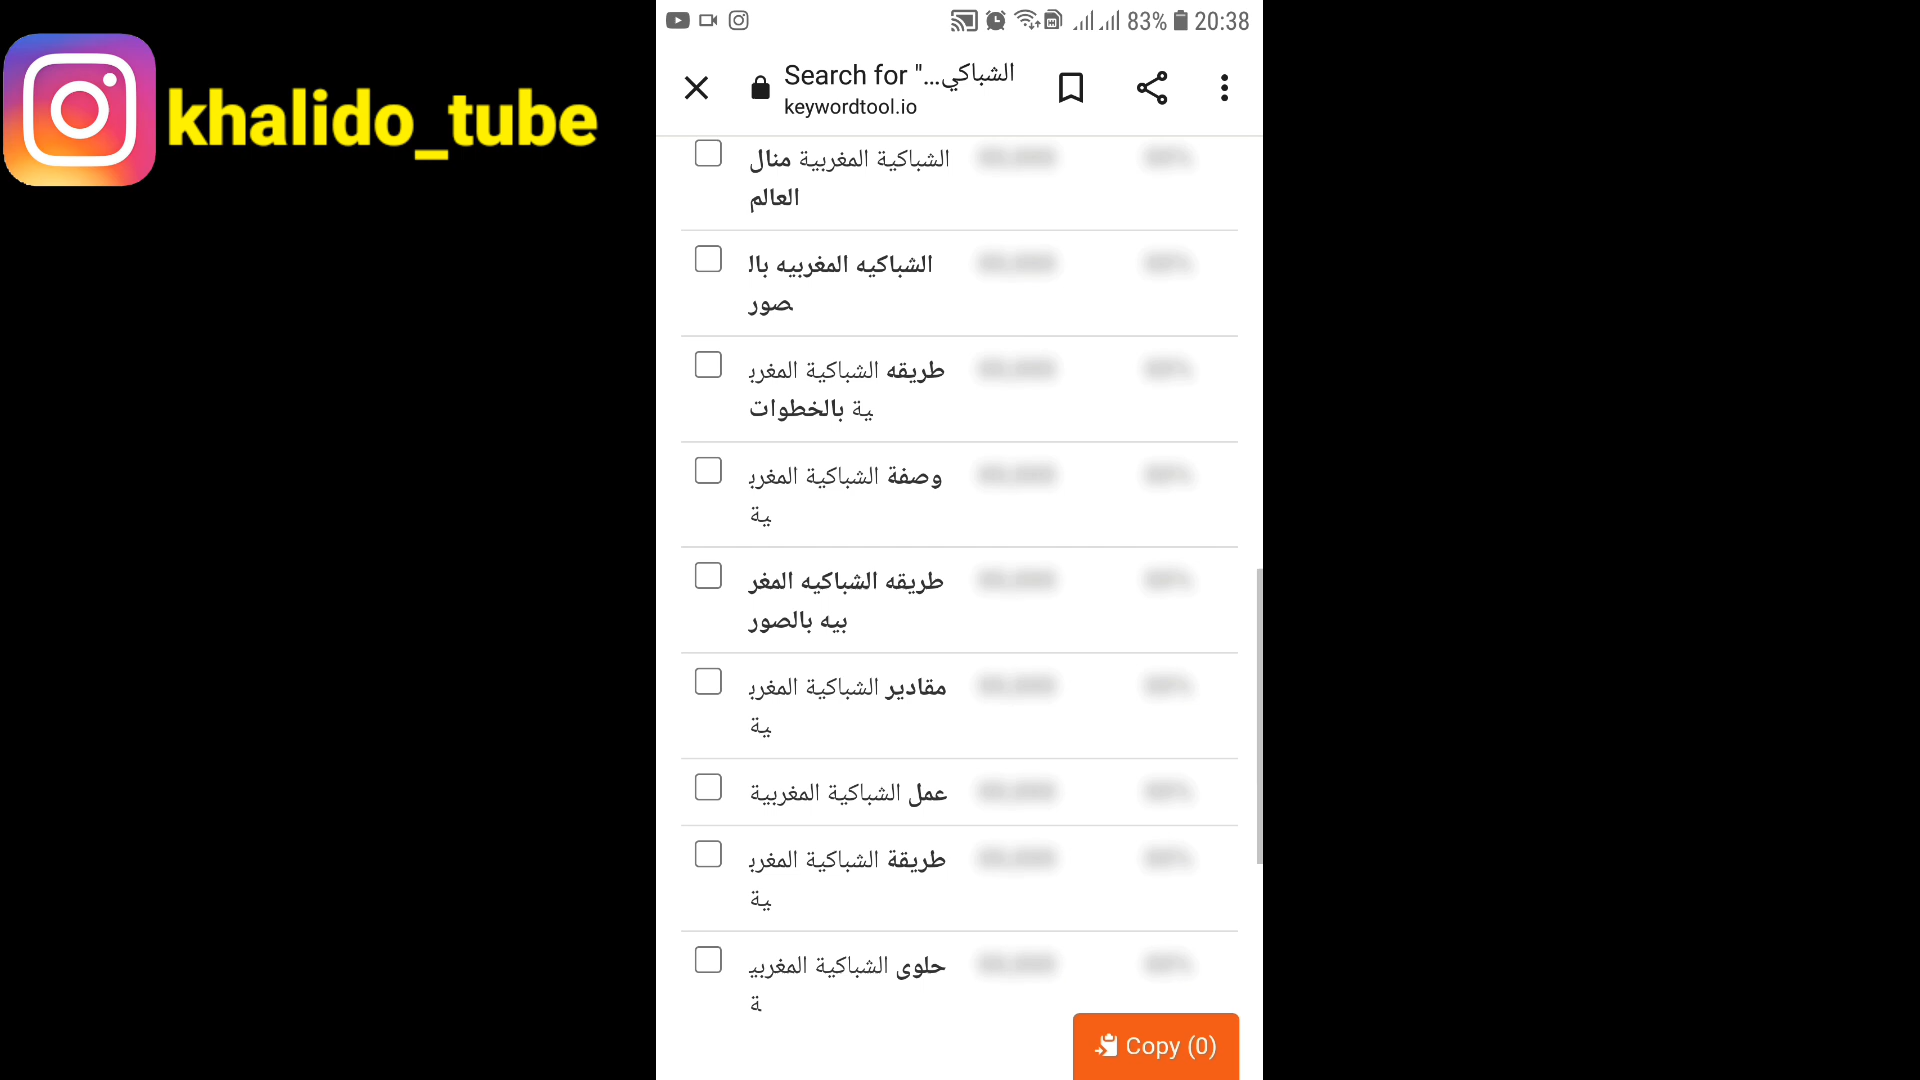 khalido_tube
83% 20:38
Search for "...الشباكي
keywordtool.io
الشباكية المغربية منال
العالم
الشباكيه المغربيه بال
صور
طريقه الشباكية المغرب
ية بالخطوات
وصفة الشباكية المغرب
ية
طريقه الشباكيه المغر
بيه بالصور
مقادير الشباكية المغرب
ية
عمل الشباكية المغربية
طريقة الشباكية المغرب
ية
حلوى الشباكية المغربي
ة
Copy (0)